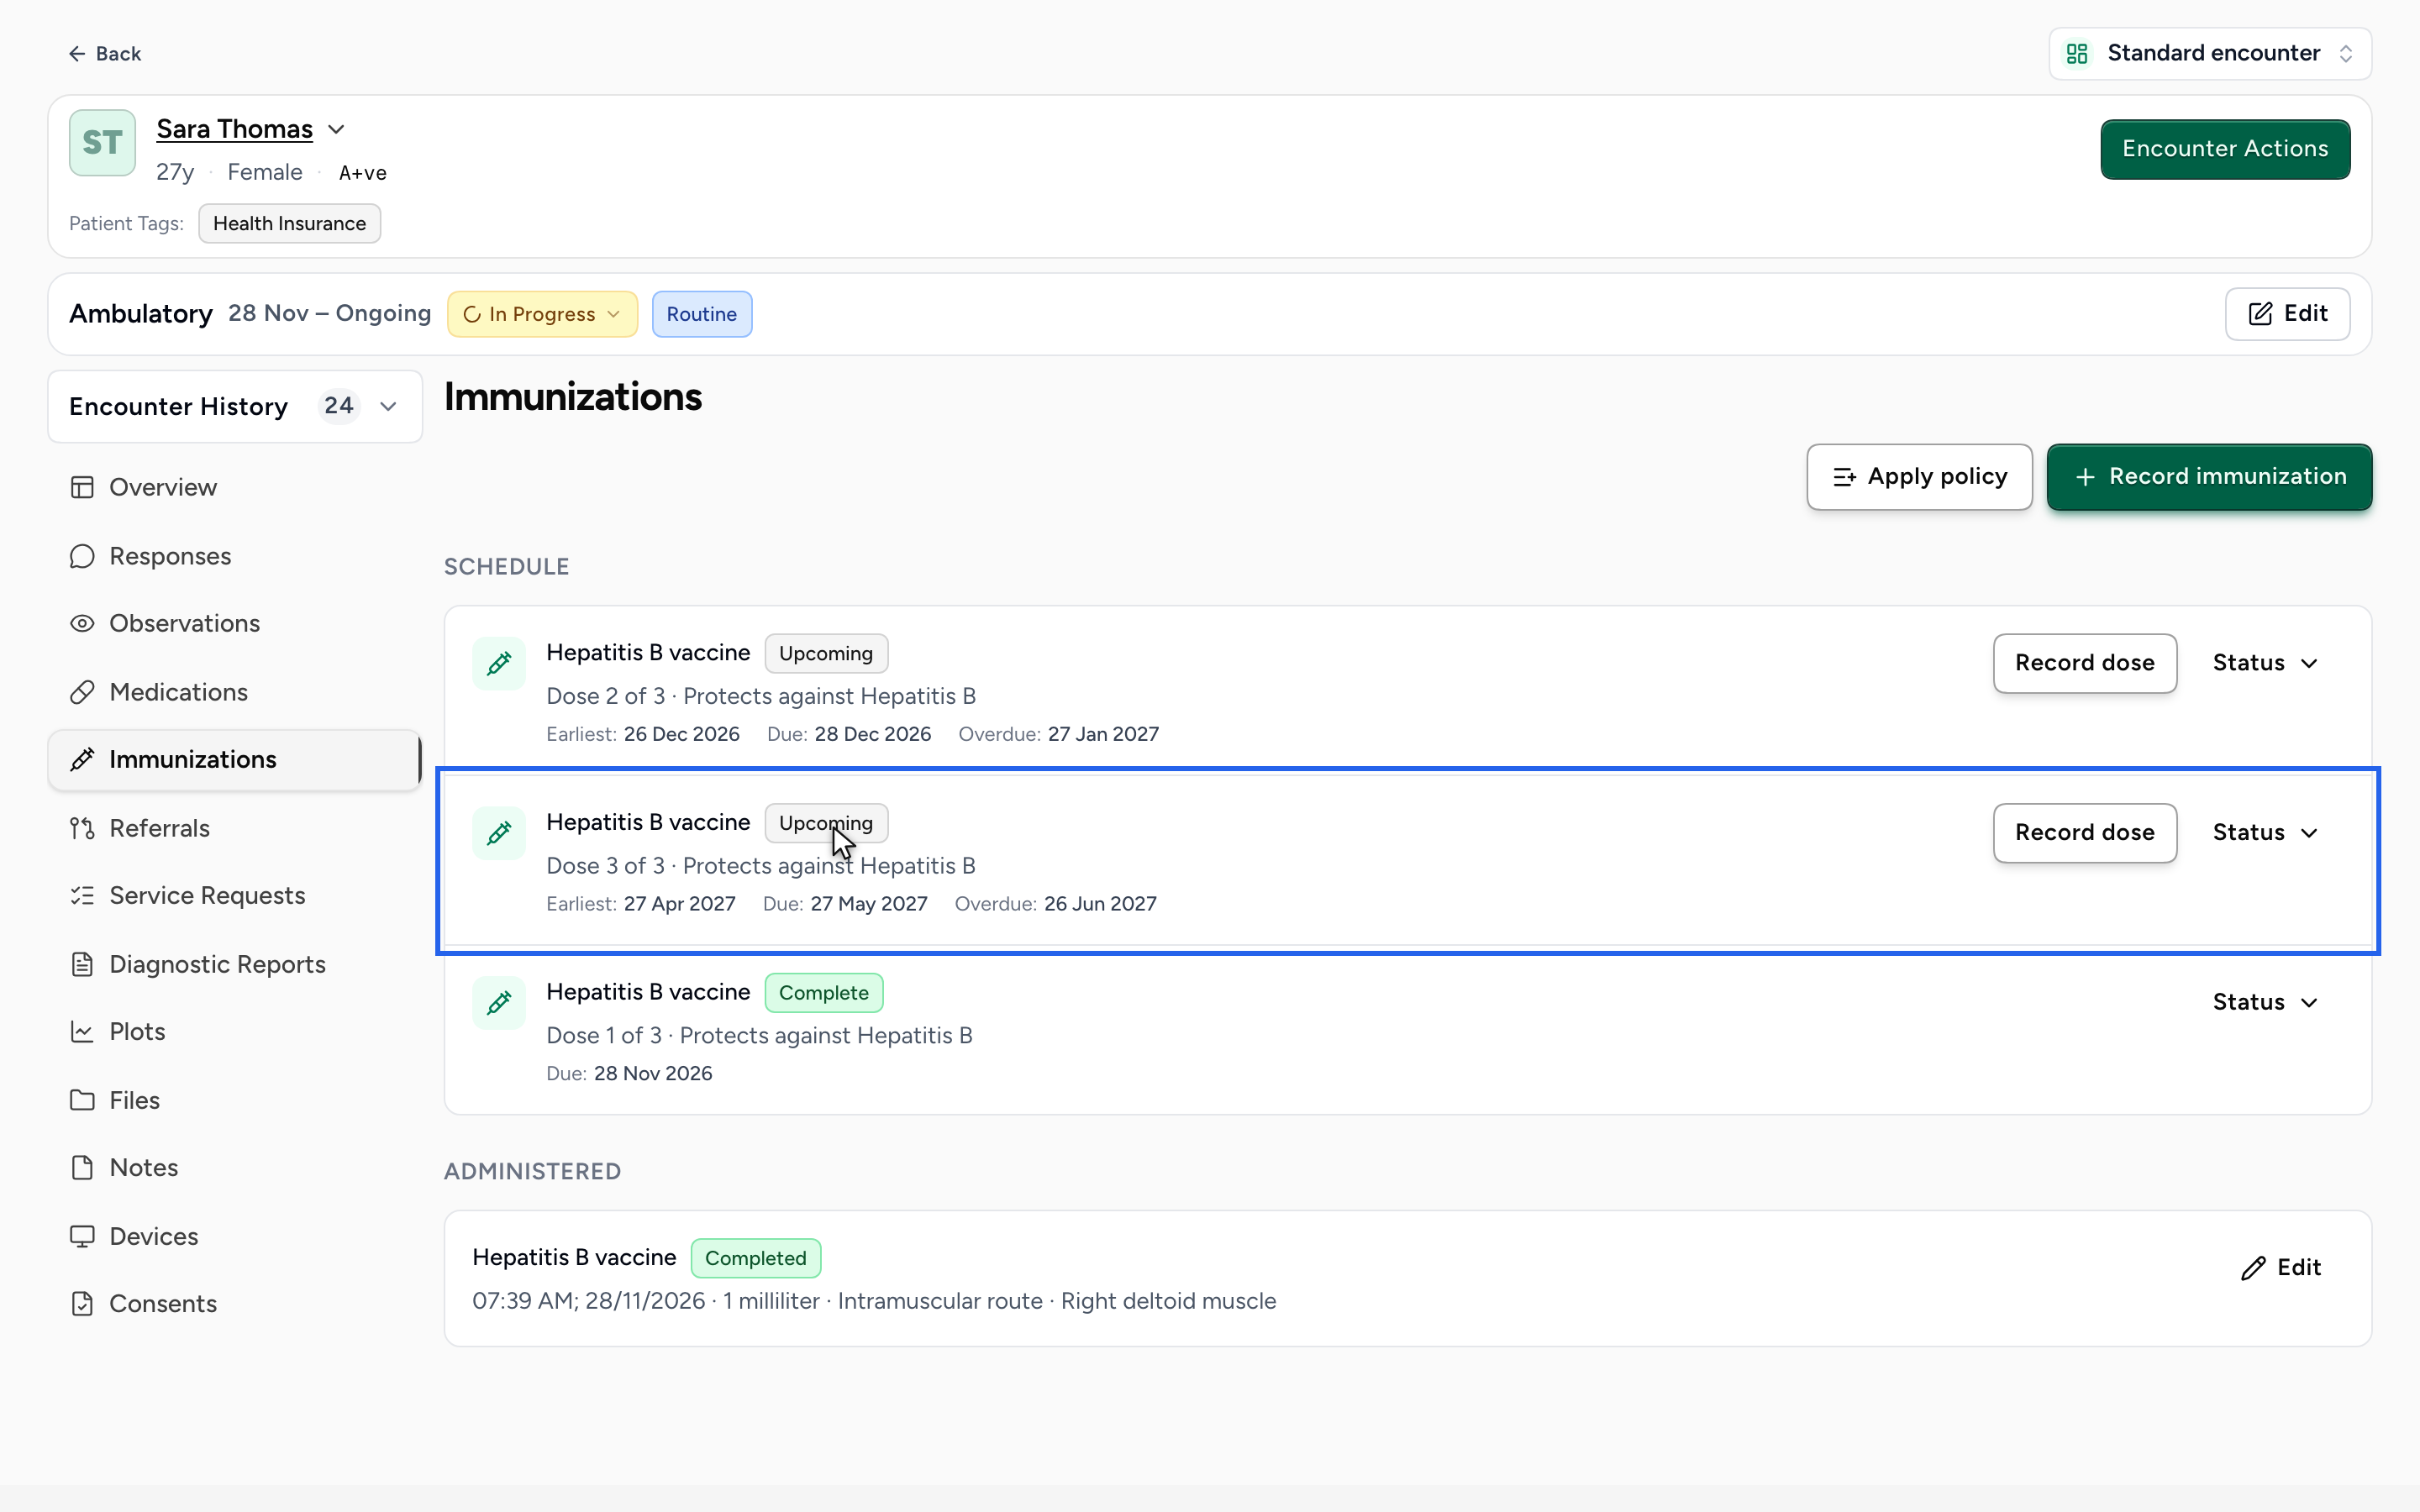 Back
Standard encounter
ST
Sara Thomas
27y · Female · A+ve
Encounter Actions
Patient Tags: Health Insurance
Ambulatory 28 Nov – Ongoing In Progress Routine
Edit
Encounter History 24
Overview
Responses
Observations
Medications
Immunizations
Referrals
Service Requests
Diagnostic Reports
Plots
Files
Notes
Devices
Consents
Immunizations
Apply policy
Record immunization
SCHEDULE
Hepatitis B vaccine Upcoming
Dose 2 of 3 · Protects against Hepatitis B
Earliest: 26 Dec 2026 Due: 28 Dec 2026 Overdue: 27 Jan 2027
Record dose Status
Hepatitis B vaccine Upcoming
Dose 3 of 3 · Protects against Hepatitis B
Earliest: 27 Apr 2027 Due: 27 May 2027 Overdue: 26 Jun 2027
Record dose Status
Hepatitis B vaccine Complete
Dose 1 of 3 · Protects against Hepatitis B
Due: 28 Nov 2026
Status
ADMINISTERED
Hepatitis B vaccine Completed
07:39 AM; 28/11/2026 · 1 milliliter · Intramuscular route · Right deltoid muscle
Edit